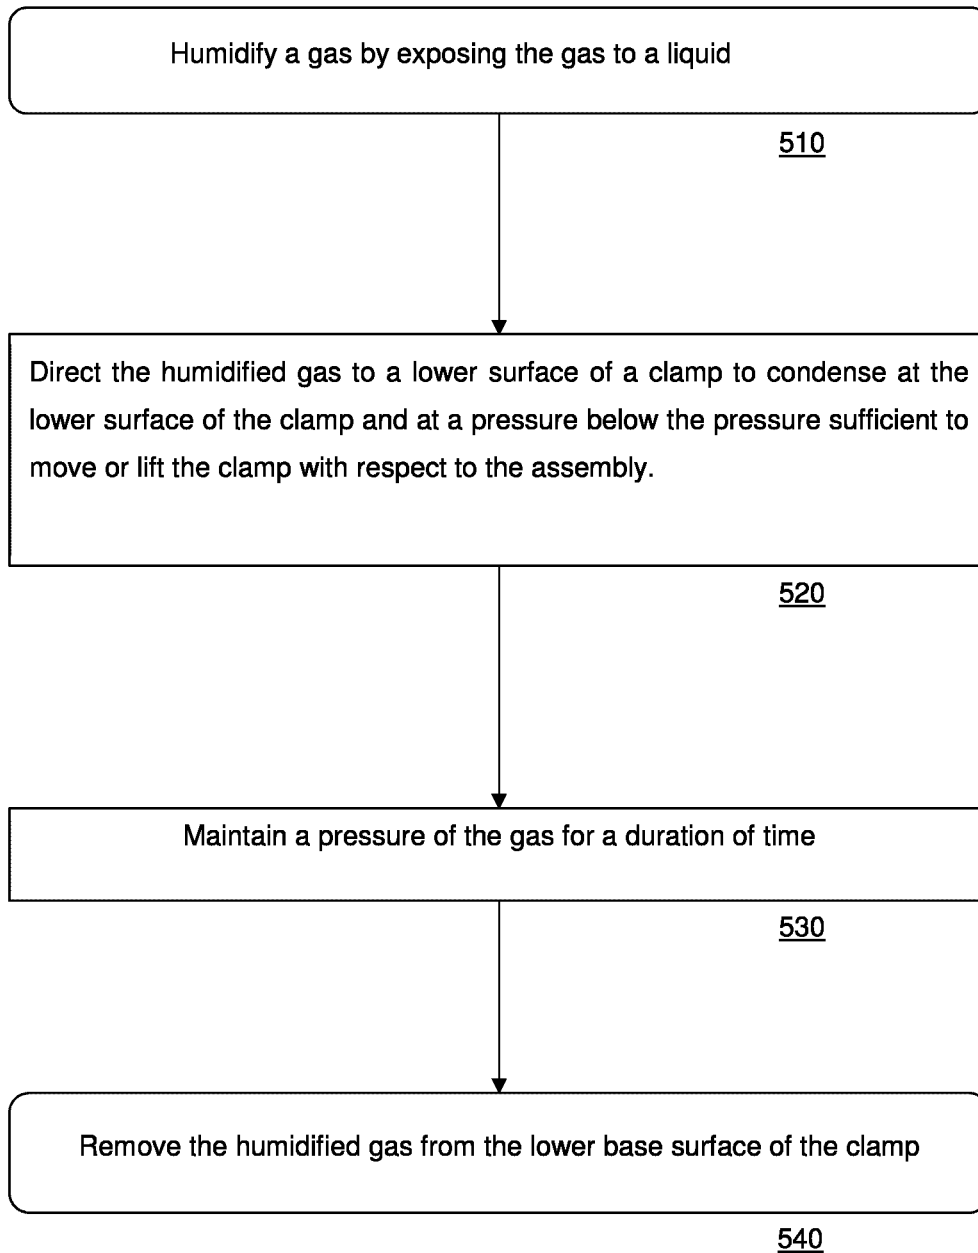 Humidify a gas by exposing the gas to a liquid
510
Direct the humidified gas to a lower surface of a clamp to condense at the
lower surface of the clamp and at a pressure below the pressure sufficient to
move or lift the clamp with respect to the assembly.
520
Maintain a pressure of the gas for a duration of time
530
Remove the humidified gas from the lower base surface of the clamp
540